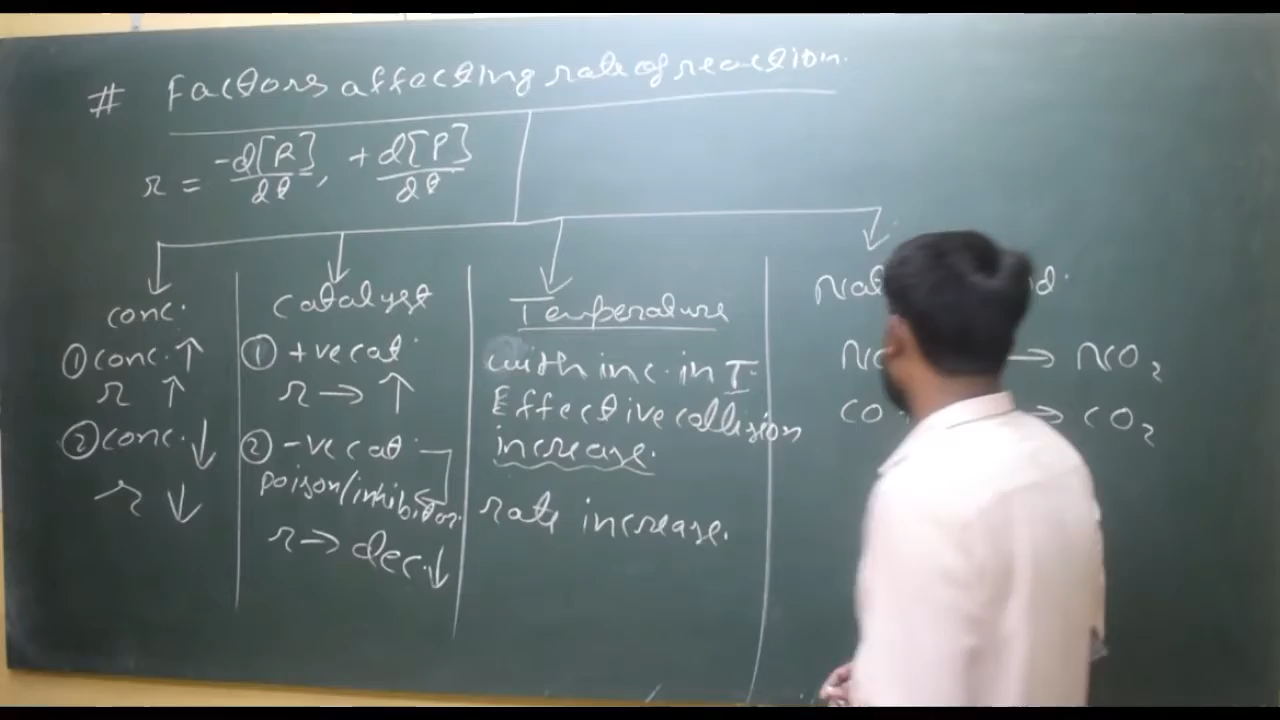 # Factors affecting rate of reaction.
r = -d[R]/dt, +d[P]/dt
conc.
① conc. ↑
r ↑
② conc. ↓
r ↓
Catalyst
① +ve cat.
r → ↑
② -ve cat.
poison/inhibitor.
r → dec. ↓
Temperature
with inc. in T.
Effective collision
increase.
rate increase.
→ NO2
CO → CO2